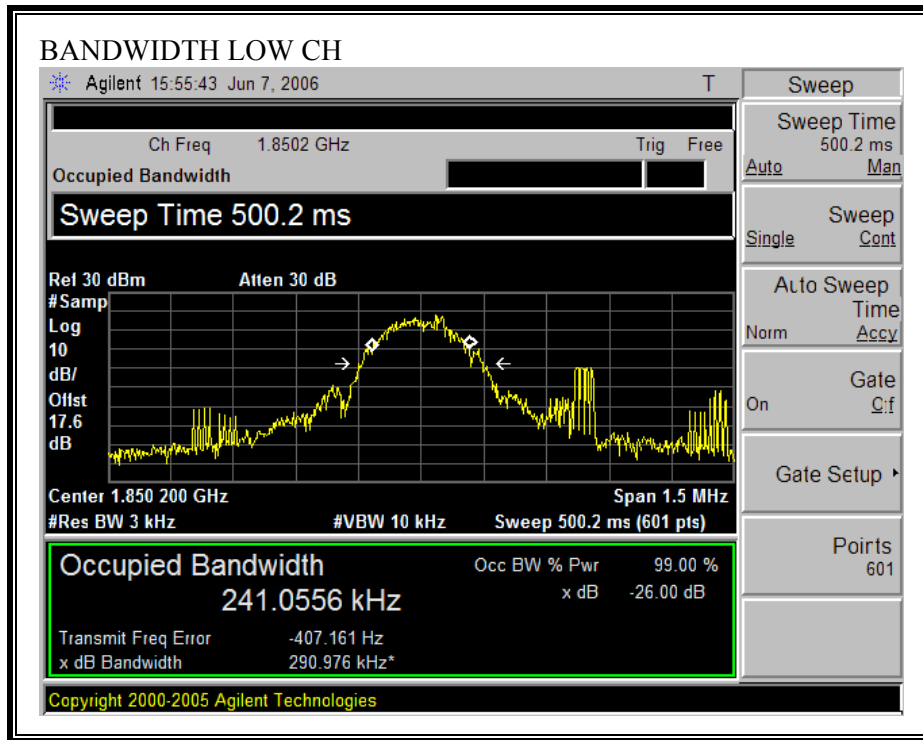 BANDWIDTH LOW CH
Agilent 15:55:43 Jun 7, 2006 T
Ch Freq 1.8502 GHz Trig Free
Occupied Bandwidth
Sweep Time 500.2 ms
Ref 30 dBm Atten 30 dB
#Samp
Log
10
dB/
Offst
17.6
dB
Center 1.850 200 GHz Span 1.5 MHz
#Res BW 3 kHz #VBW 10 kHz Sweep 500.2 ms (601 pts)
Occupied Bandwidth Occ BW % Pwr 99.00 %
241.0556 kHz x dB -26.00 dB
Transmit Freq Error -407.161 Hz
x dB Bandwidth 290.976 kHz*
Copyright 2000-2005 Agilent Technologies
Sweep
Sweep Time
500.2 ms
Auto Man
Sweep
Single Cont
Auto Sweep
Time
Norm Accy
Gate
On Off
Gate Setup
Points
601